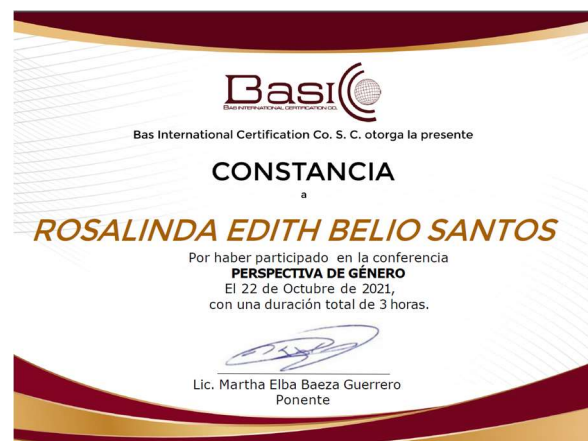 Basi
BAS INTERNATIONAL CERTIFICATION CO.
Bas International Certification Co. S. C. otorga la presente
CONSTANCIA
a
ROSALINDA EDITH BELIO SANTOS
Por haber participado en la conferencia
PERSPECTIVA DE GÉNERO
El 22 de Octubre de 2021,
con una duración total de 3 horas.
Lic. Martha Elba Baeza Guerrero
Ponente